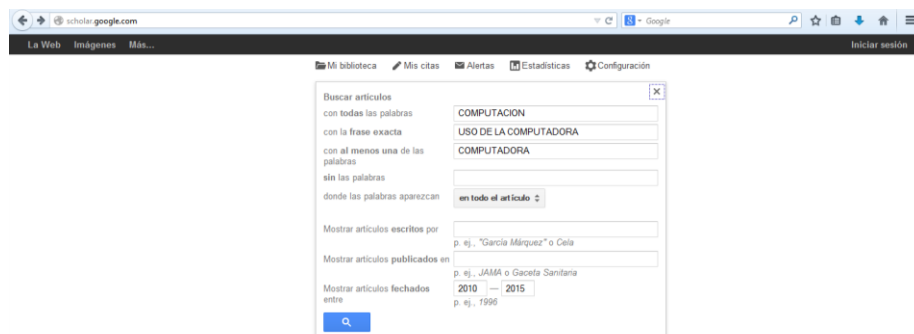 scholar.google.com
Google
La Web Imágenes Más... Iniciar sesión
Mi biblioteca Mis citas Alertas Estadísticas Configuración
Buscar artículos
con todas las palabras COMPUTACION
con la frase exacta USO DE LA COMPUTADORA
con al menos una de las palabras COMPUTADORA
sin las palabras
donde las palabras aparezcan en todo el artículo
Mostrar artículos escritos por
p. ej., "García Márquez" o Cela
Mostrar artículos publicados en
p. ej., JAMA o Gaceta Sanitaria
Mostrar artículos fechados entre 2010 — 2015
p. ej., 1996